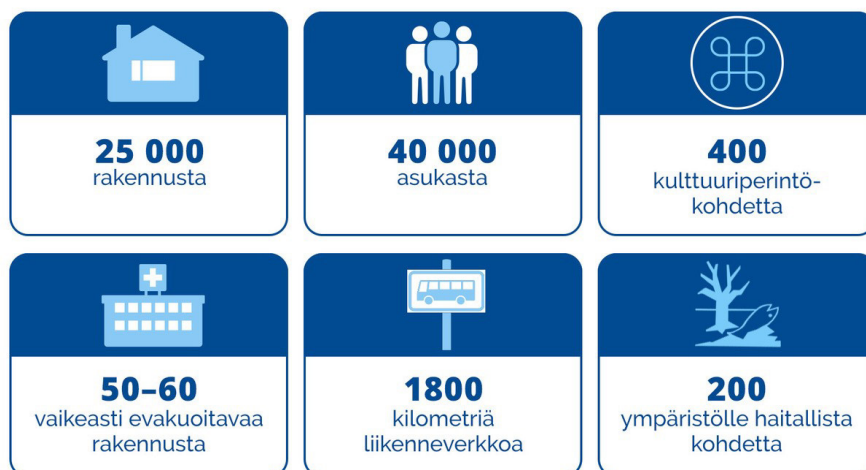 25 000
rakennusta
40 000
asukasta
400
kulttuuriperintö-
kohdetta
50–60
vaikeasti evakuoitavaa
rakennusta
1800
kilometriä
liikenneverkkoa
200
ympäristölle haitallista
kohdetta